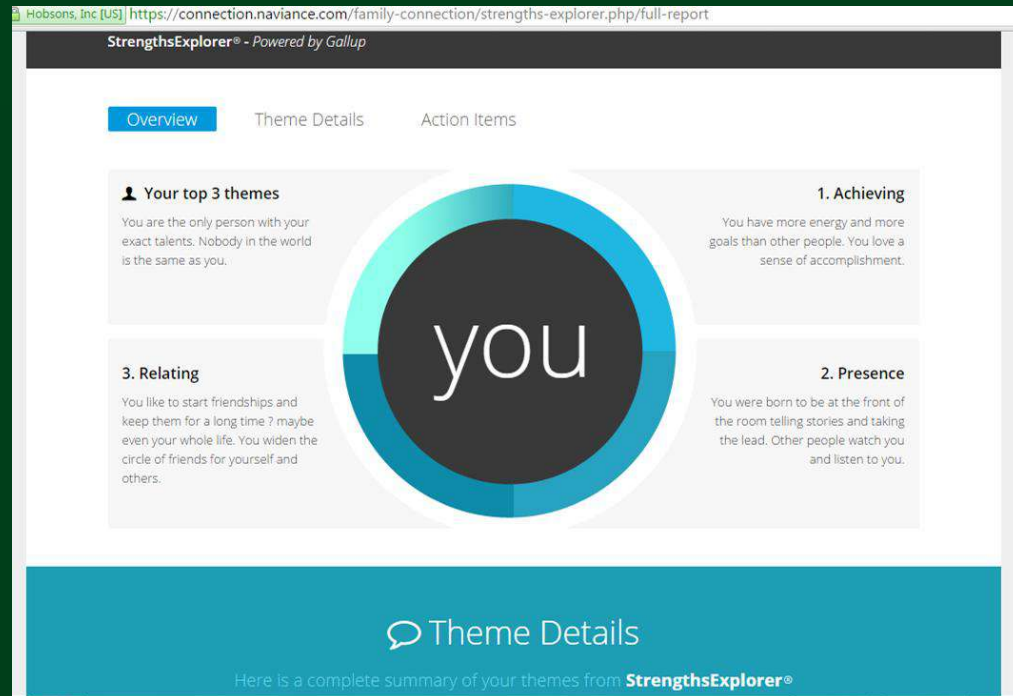 Hobsons, Inc [US] https://connection.naviance.com/family-connection/strengths-explorer.php/full-report
StrengthsExplorer® - Powered by Gallup
Overview Theme Details Action Items
Your top 3 themes
You are the only person with your
exact talents. Nobody in the world
is the same as you.
1. Achieving
You have more energy and more
goals than other people. You love a
sense of accomplishment.
you
3. Relating
You like to start friendships and
keep them for a long time ? maybe
even your whole life. You widen the
circle of friends for yourself and
others.
2. Presence
You were born to be at the front of
the room telling stories and taking
the lead. Other people watch you
and listen to you.
Theme Details
Here is a complete summary of your themes from StrengthsExplorer®